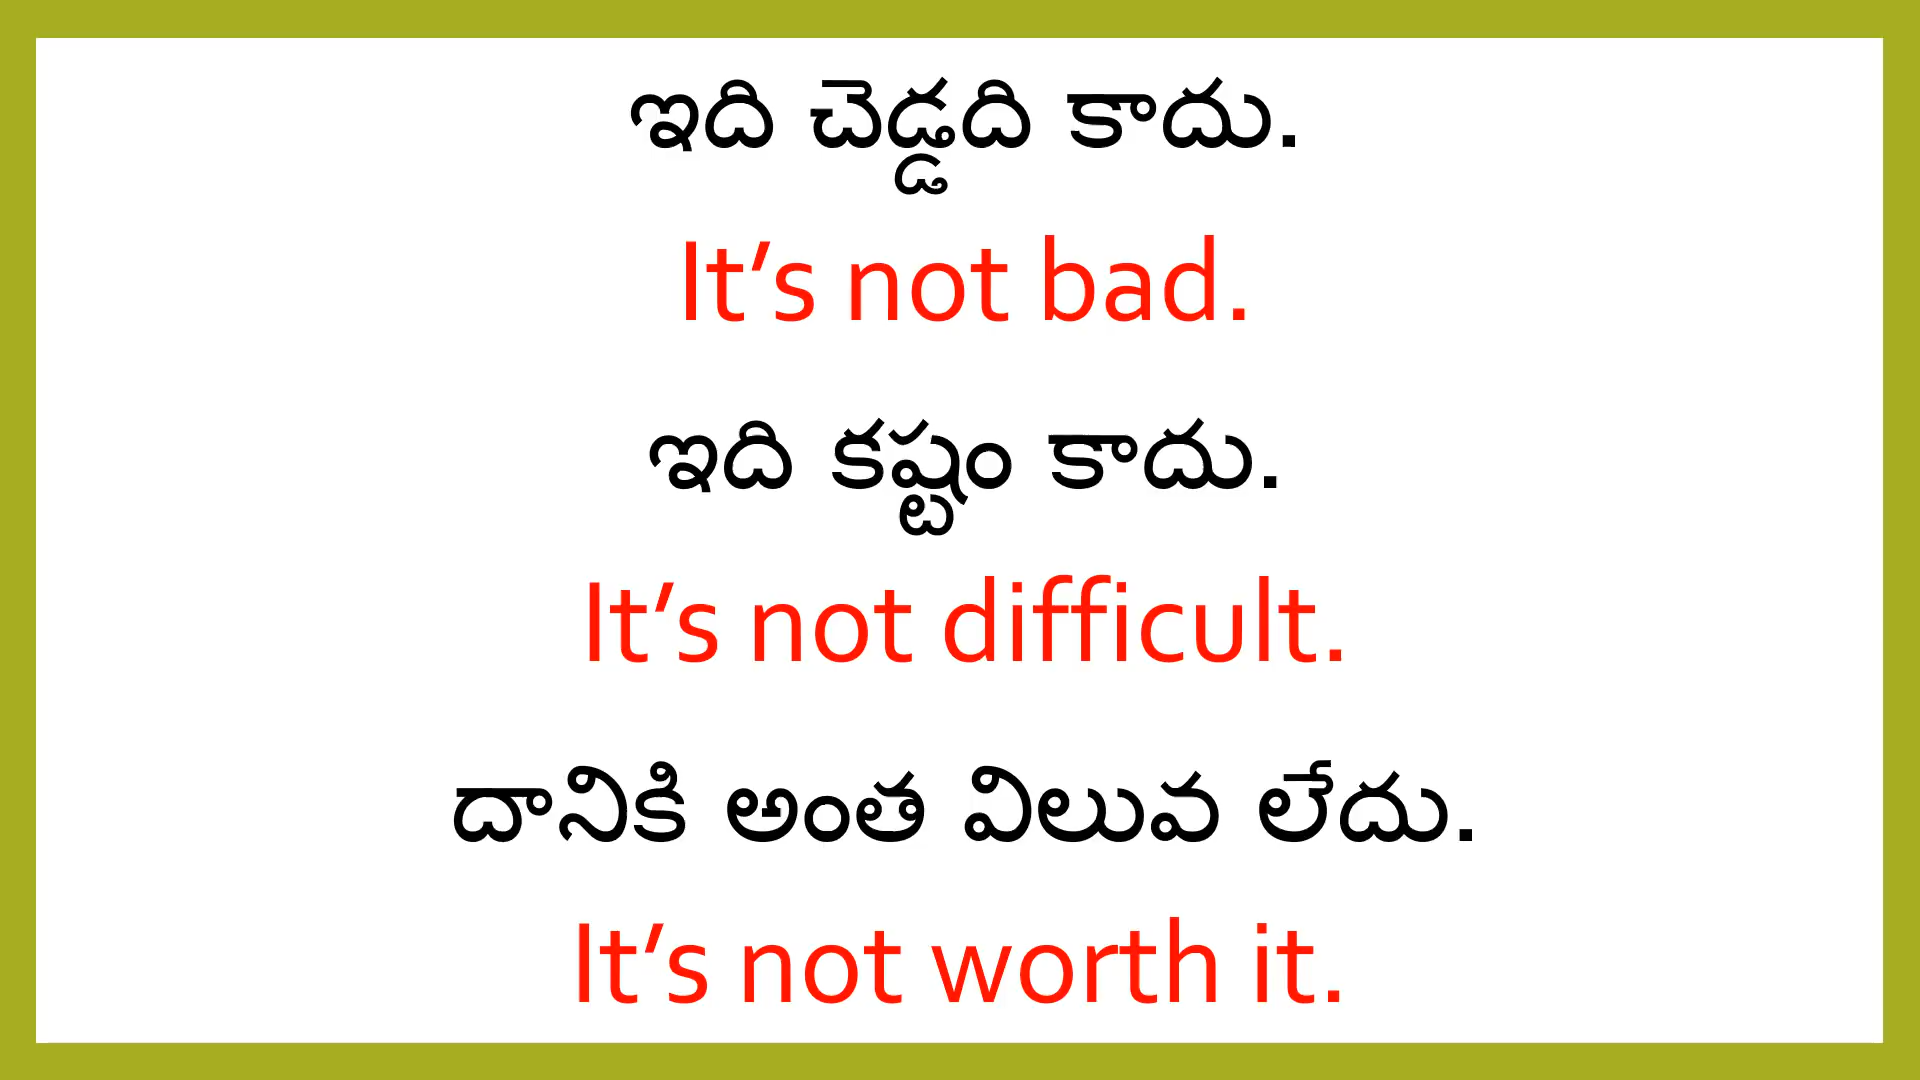 ఇది చెడ్డది కాదు.
It’s not bad.
ఇది కష్టం కాదు.
It’s not difficult.
దానికి అంత విలువ లేదు.
It’s not worth it.